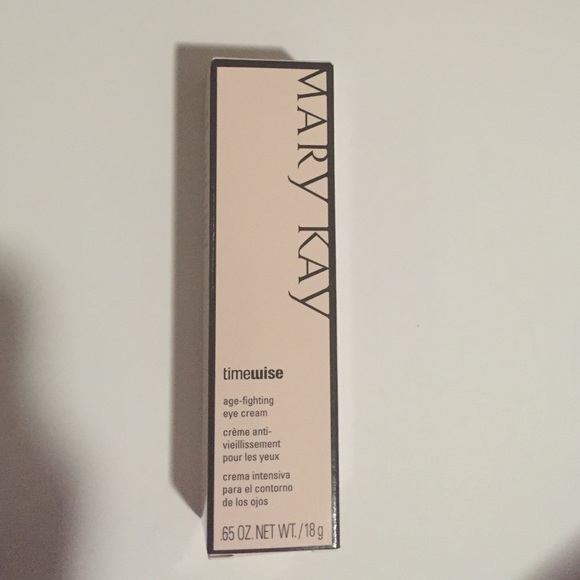 MARY KAY
timewise
age-fighting
eye cream
crème anti-
vieillissement
pour les yeux
crema intensiva
para el contorno
de los ojos
.65 OZ. NET WT./18 g